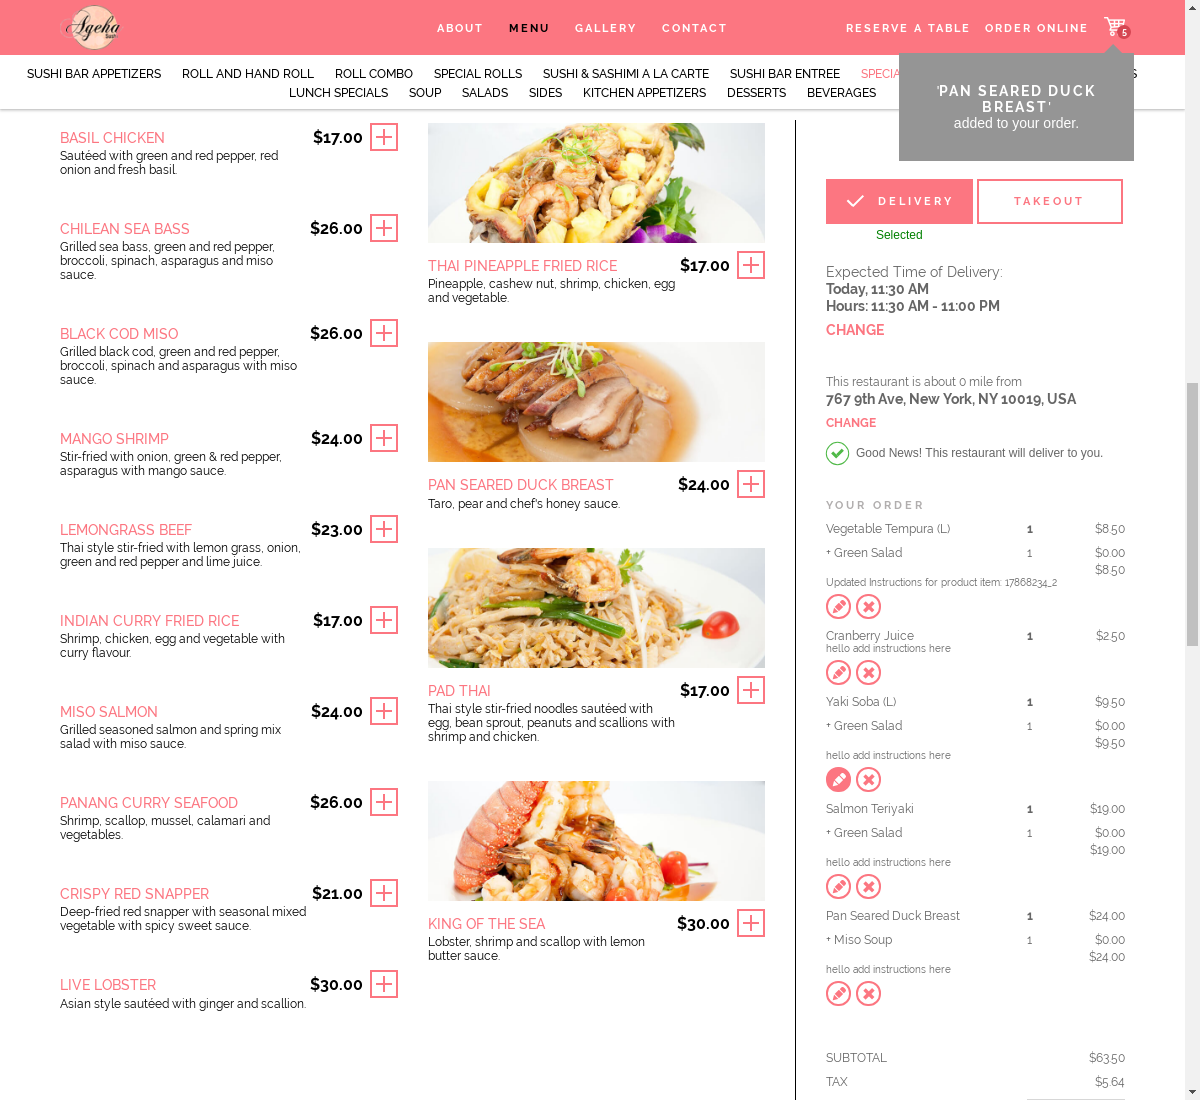 Ageha
ABOUT
MENU
GALLERY
CONTACT
RESERVE A TABLE
ORDER ONLINE
5
SUSHI BAR APPETIZERS
ROLL AND HAND ROLL
ROLL COMBO
SPECIAL ROLLS
SUSHI & SASHIMI A LA CARTE
SUSHI BAR ENTREE
LUNCH SPECIALS
SOUP
SALADS
SIDES
KITCHEN APPETIZERS
DESSERTS
BEVERAGES
'PAN SEARED DUCK
BREAST'
added to your order.
BASIL CHICKEN $17.00
Sautéed with green and red pepper, red
onion and fresh basil.
CHILEAN SEA BASS $26.00
Grilled sea bass, green and red pepper,
broccoli, spinach, asparagus and miso
sauce.
BLACK COD MISO $26.00
Grilled black cod, green and red pepper,
broccoli, spinach and asparagus with miso
sauce.
MANGO SHRIMP $24.00
Stir-fried with onion, green & red pepper,
asparagus with mango sauce.
LEMONGRASS BEEF $23.00
Thai style stir-fried with lemon grass, onion,
green and red pepper and lime juice.
INDIAN CURRY FRIED RICE $17.00
Shrimp, chicken, egg and vegetable with
curry flavour.
MISO SALMON $24.00
Grilled seasoned salmon and spring mix
salad with miso sauce.
PANANG CURRY SEAFOOD $26.00
Shrimp, scallop, mussel, calamari and
vegetables.
CRISPY RED SNAPPER $21.00
Deep-fried red snapper with seasonal mixed
vegetable with spicy sweet sauce.
LIVE LOBSTER $30.00
Asian style sautéed with ginger and scallion.
THAI PINEAPPLE FRIED RICE $17.00
Pineapple, cashew nut, shrimp, chicken, egg
and vegetable.
PAN SEARED DUCK BREAST $24.00
Taro, pear and chef's honey sauce.
PAD THAI $17.00
Thai style stir-fried noodles sautéed with
egg, bean sprout, peanuts and scallions with
shrimp and chicken.
KING OF THE SEA $30.00
Lobster, shrimp and scallop with lemon
butter sauce.
DELIVERY
TAKEOUT
Selected
Expected Time of Delivery:
Today, 11:30 AM
Hours: 11:30 AM - 11:00 PM
CHANGE
This restaurant is about 0 mile from
767 9th Ave, New York, NY 10019, USA
CHANGE
Good News! This restaurant will deliver to you.
YOUR ORDER
Vegetable Tempura (L) 1 $8.50
+ Green Salad 1 $0.00
$8.50
Updated Instructions for product item: 17868234_2
Cranberry Juice 1 $2.50
hello add instructions here
Yaki Soba (L) 1 $9.50
+ Green Salad 1 $0.00
$9.50
hello add instructions here
Salmon Teriyaki 1 $19.00
+ Green Salad 1 $0.00
$19.00
hello add instructions here
Pan Seared Duck Breast 1 $24.00
+ Miso Soup 1 $0.00
$24.00
hello add instructions here
SUBTOTAL $63.50
TAX $5.64